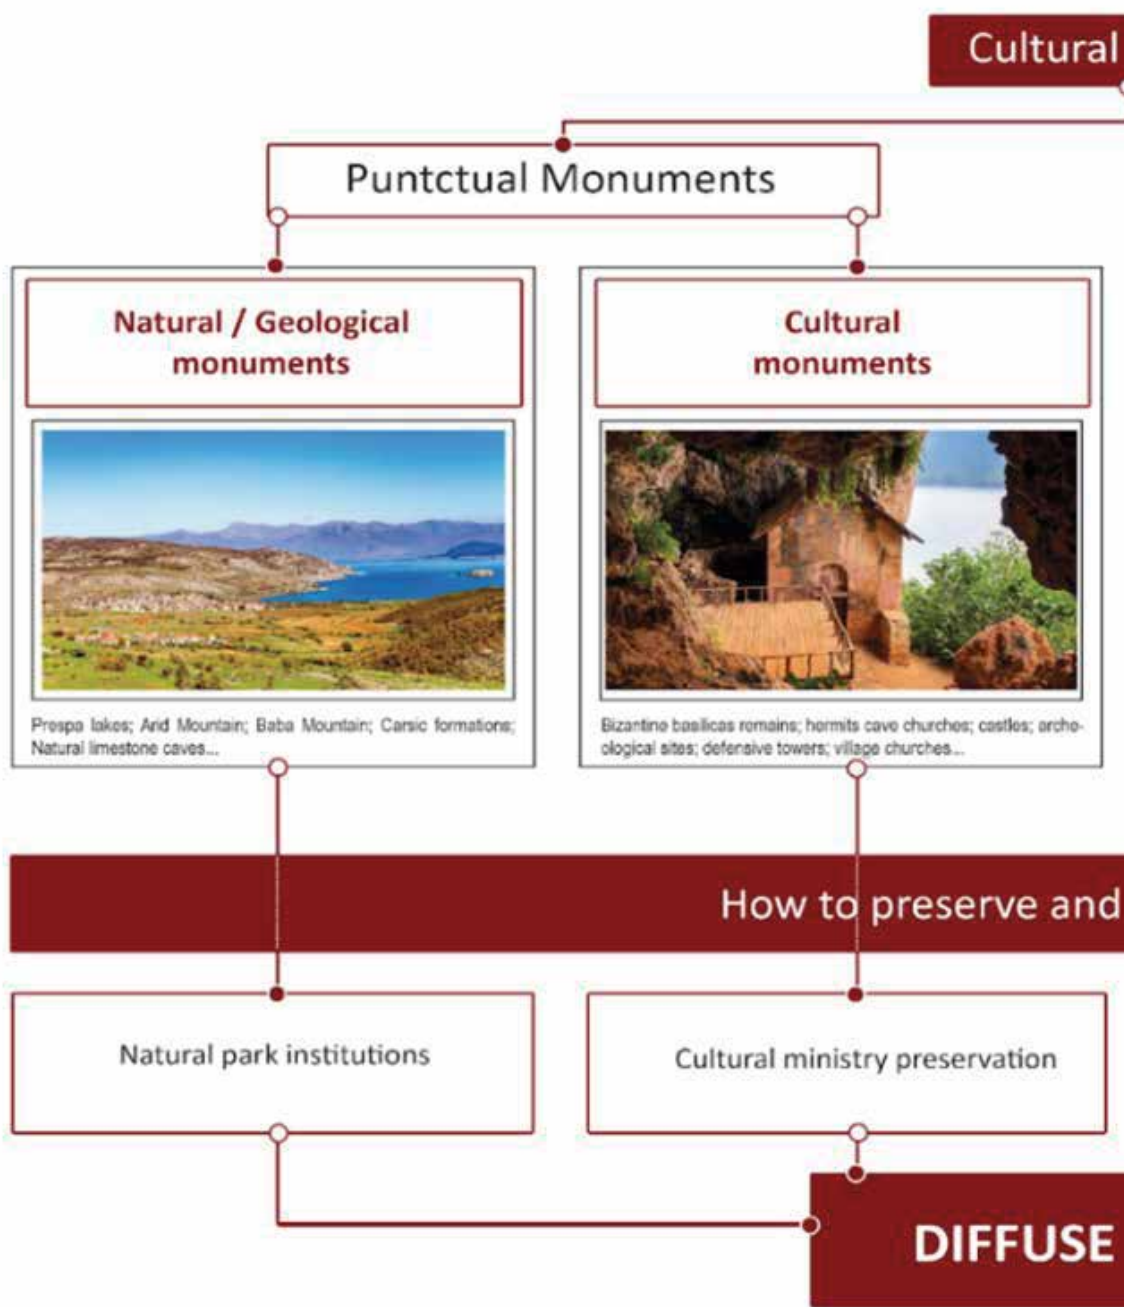 Cultural
Puntctual Monuments
Natural / Geological
monuments
Cultural
monuments
Prespa lakes; Arid Mountain; Baba Mountain; Carsic formations;
Natural limestone caves...
Bizantine basilicas remains; hermits cave churches; castles; arche-
ological sites; defensive towers; village churches...
How to preserve and
Natural park institutions
Cultural ministry preservation
DIFFUSE